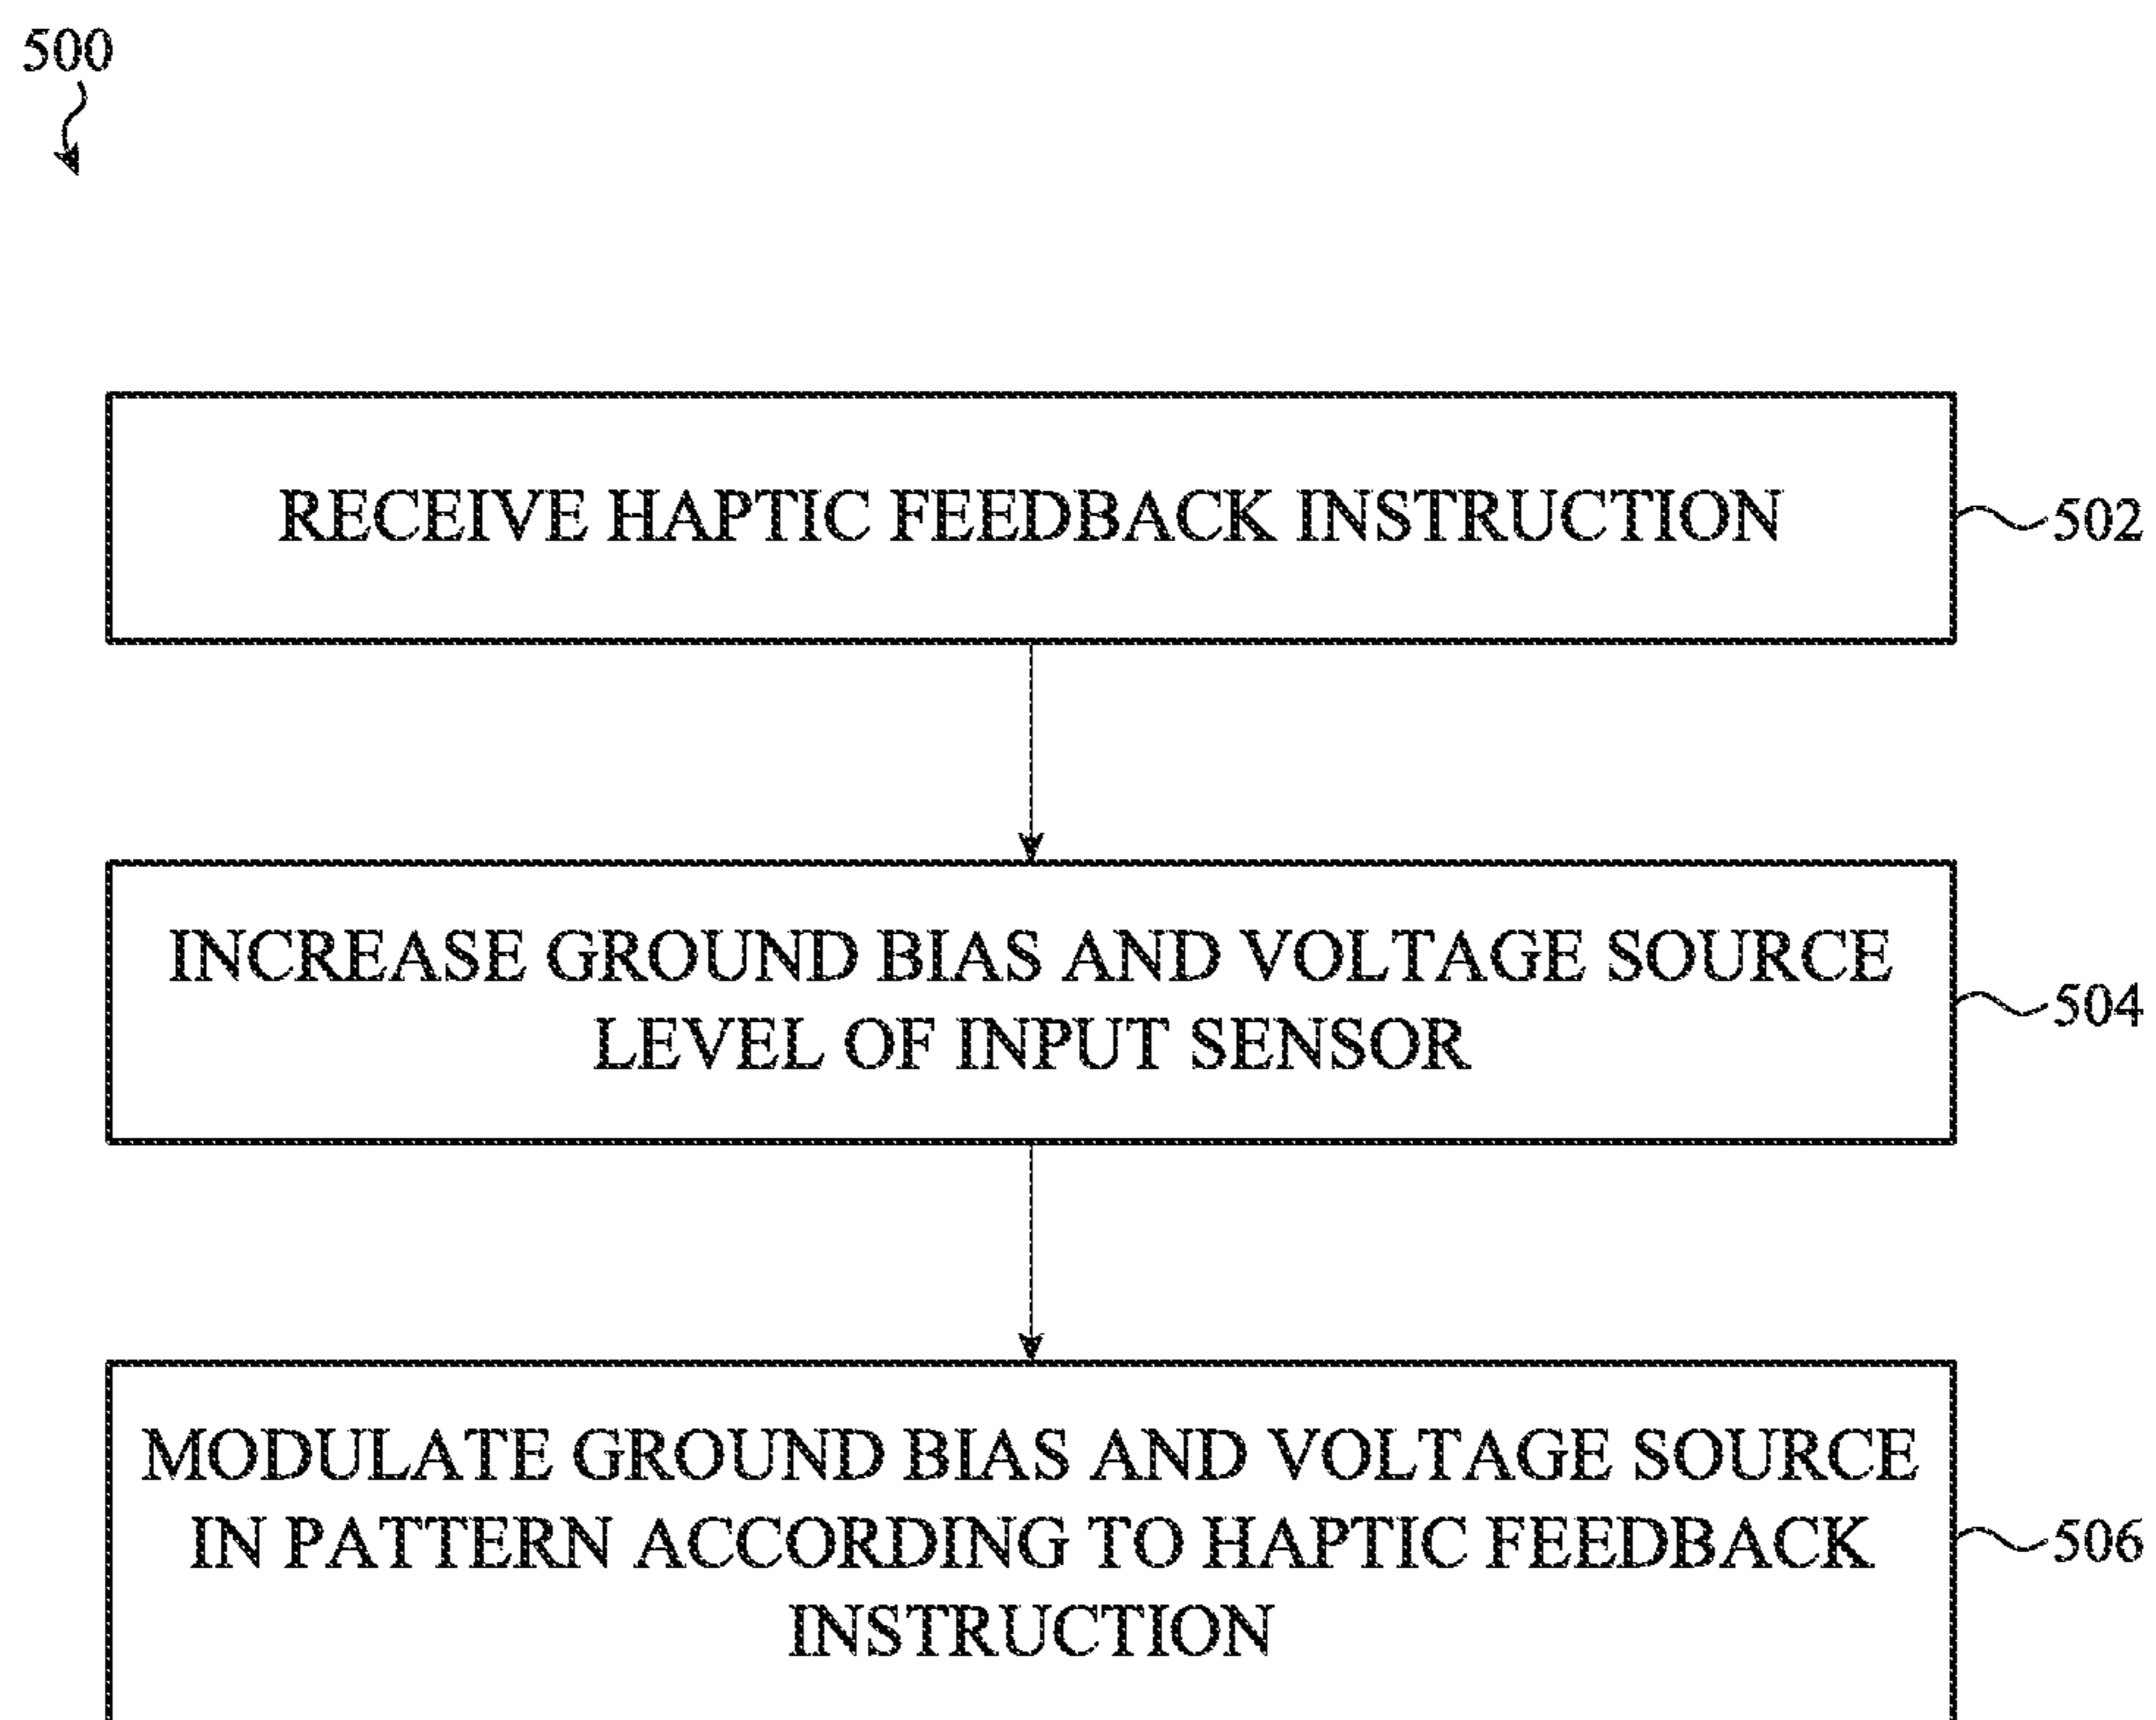 500
RECEIVE HAPTIC FEEDBACK INSTRUCTION
502
INCREASE GROUND BIAS AND VOLTAGE SOURCE
LEVEL OF INPUT SENSOR
504
MODULATE GROUND BIAS AND VOLTAGE SOURCE
IN PATTERN ACCORDING TO HAPTIC FEEDBACK
INSTRUCTION
506